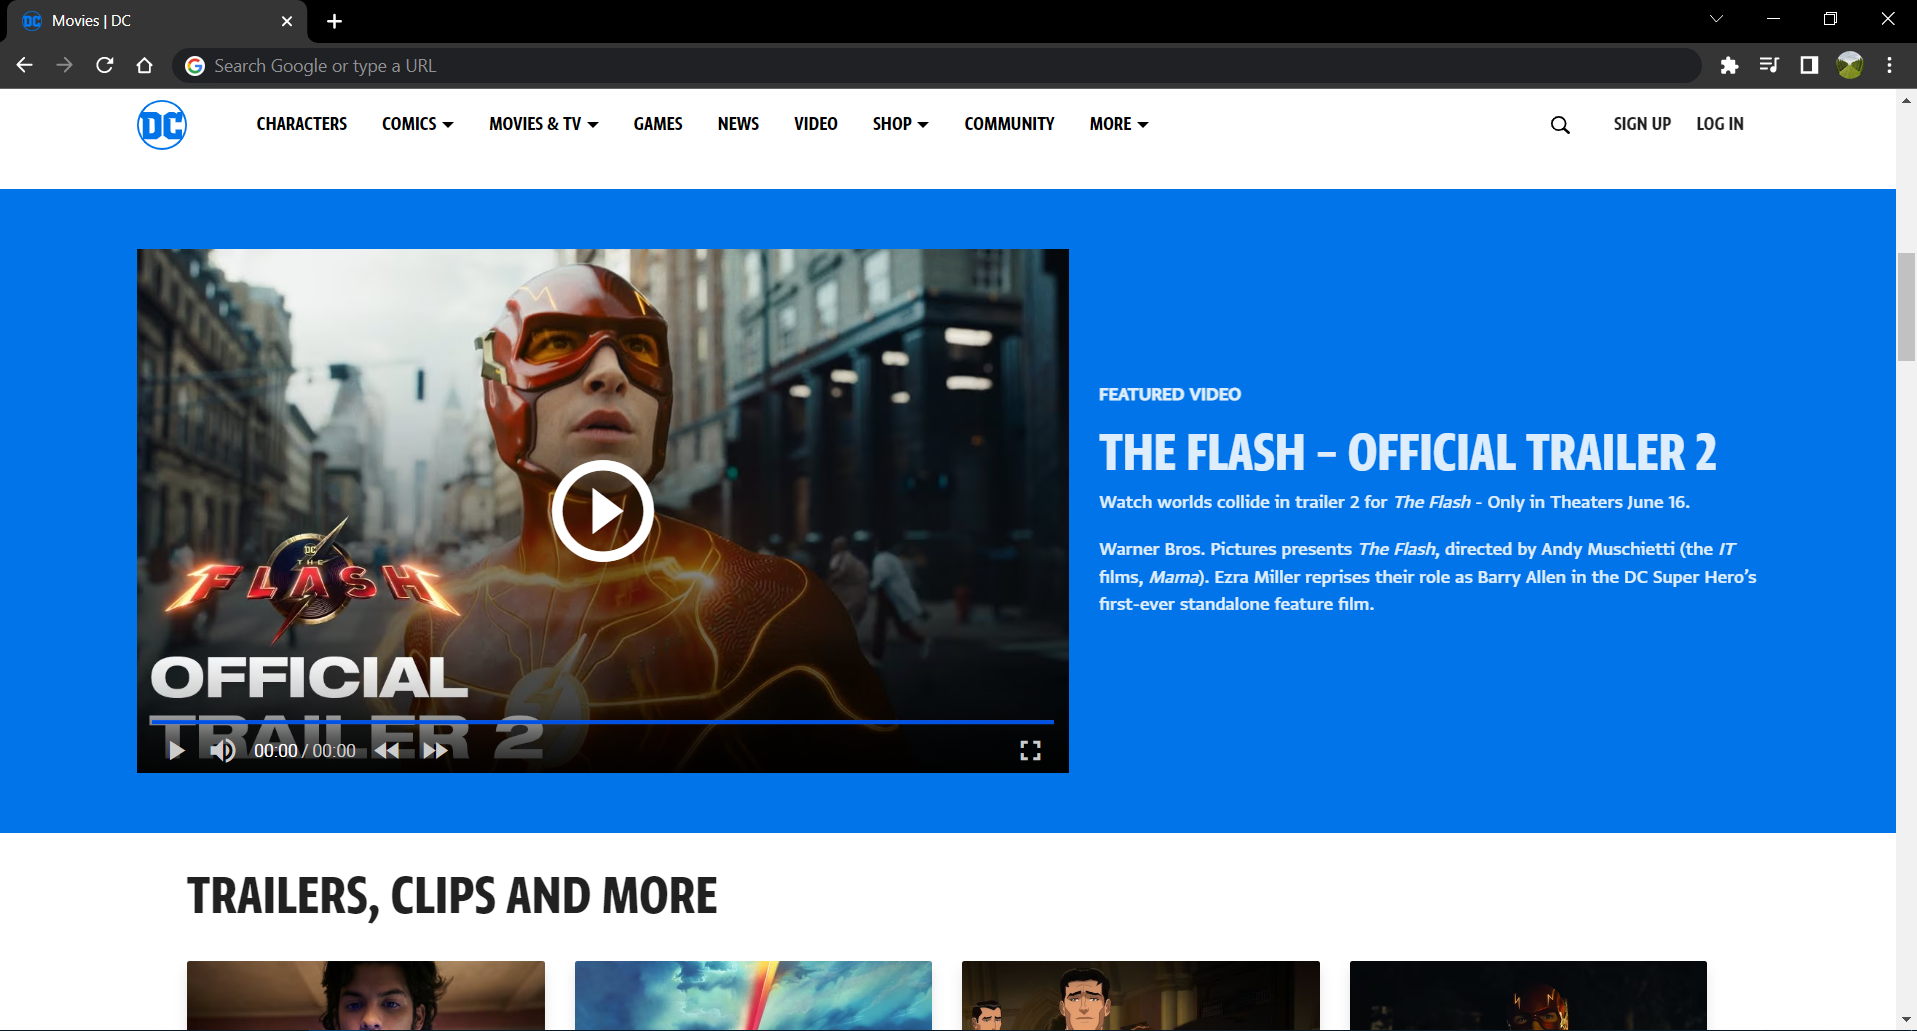 Movies | DC
Search Google or type a URL
DC
CHARACTERS
COMICS
MOVIES & TV
GAMES
NEWS
VIDEO
SHOP
COMMUNITY
MORE
SIGN UP
LOG IN
DC
THE
FLASH
OFFICIAL
TRAILER 2
00:00 / 00:00
FEATURED VIDEO
THE FLASH – OFFICIAL TRAILER 2
Watch worlds collide in trailer 2 for The Flash - Only in Theaters June 16.
Warner Bros. Pictures presents The Flash, directed by Andy Muschietti (the IT
films, Mama). Ezra Miller reprises their role as Barry Allen in the DC Super Hero’s
first-ever standalone feature film.
TRAILERS, CLIPS AND MORE